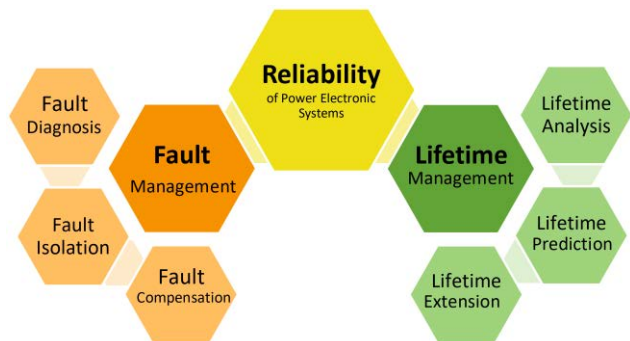 Reliability
of Power Electronic
Systems
Fault
Management
Fault
Diagnosis
Fault
Isolation
Fault
Compensation
Lifetime
Management
Lifetime
Analysis
Lifetime
Prediction
Lifetime
Extension